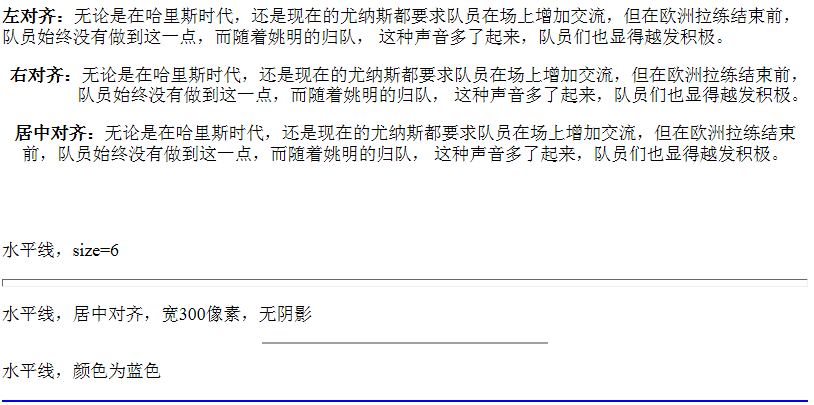 左对齐：无论是在哈里斯时代，还是现在的尤纳斯都要求队员在场上增加交流，但在欧洲拉练结束前，
队员始终没有做到这一点，而随着姚明的归队， 这种声音多了起来，队员们也显得越发积极。
右对齐：无论是在哈里斯时代，还是现在的尤纳斯都要求队员在场上增加交流，但在欧洲拉练结束前，
队员始终没有做到这一点，而随着姚明的归队， 这种声音多了起来，队员们也显得越发积极。
居中对齐：无论是在哈里斯时代，还是现在的尤纳斯都要求队员在场上增加交流，但在欧洲拉练结束
前，队员始终没有做到这一点，而随着姚明的归队， 这种声音多了起来，队员们也显得越发积极。
水平线，size=6
水平线，居中对齐，宽300像素，无阴影
水平线，颜色为蓝色